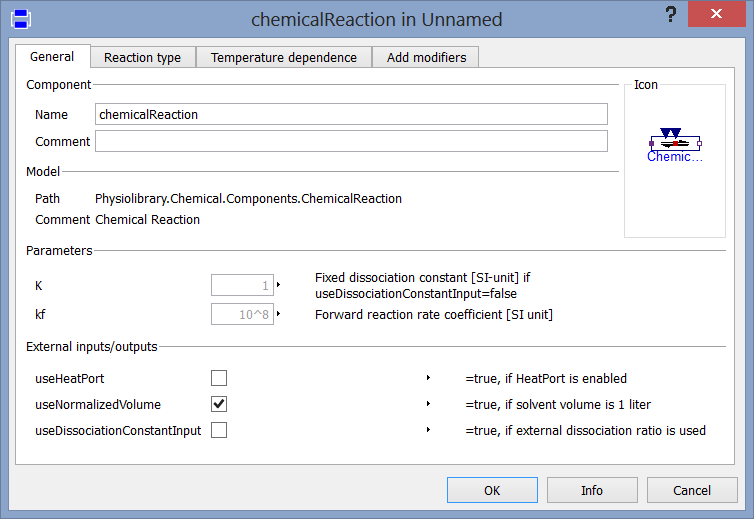 chemicalReaction in Unnamed
?
General
Reaction type
Temperature dependence
Add modifiers
Component
Icon
Name
chemicalReaction
Comment
Chemic...
Model
Path
Physiolibrary.Chemical.Components.ChemicalReaction
Comment
Chemical Reaction
Parameters
K
1
Fixed dissociation constant [SI-unit] if
useDissociationConstantInput=false
kf
10^8
Forward reaction rate coefficient [SI unit]
External inputs/outputs
useHeatPort
=true, if HeatPort is enabled
useNormalizedVolume
=true, if solvent volume is 1 liter
useDissociationConstantInput
=true, if external dissociation ratio is used
OK
Info
Cancel